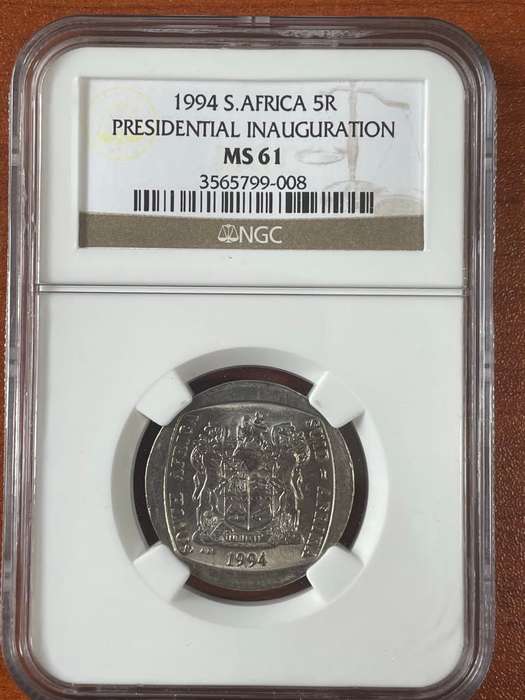 1994 S.AFRICA 5R
PRESIDENTIAL INAUGURATION
MS 61
3565799-008
NGC
SOUTH AFRICA
SUID-AFRIKA
1994